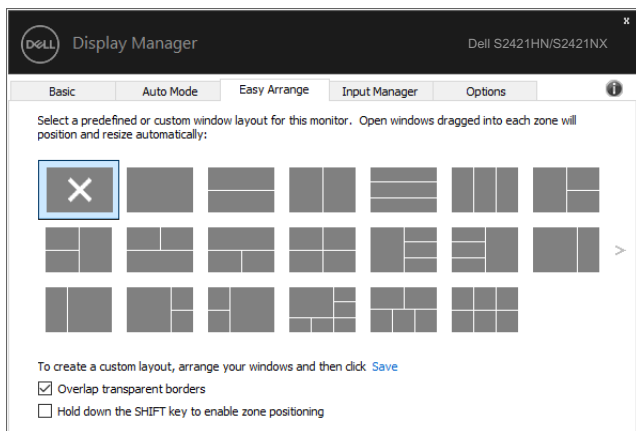 DELL Display Manager Dell S2421HN/S2421NX x
Basic Auto Mode Easy Arrange Input Manager Options i
Select a predefined or custom window layout for this monitor. Open windows dragged into each zone will
position and resize automatically:
>
To create a custom layout, arrange your windows and then click Save
Overlap transparent borders
Hold down the SHIFT key to enable zone positioning